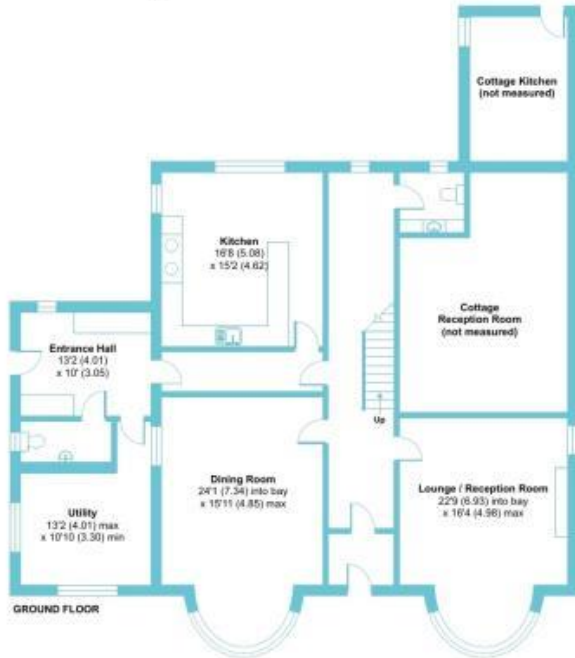 Cottage Kitchen
(not measured)
Kitchen
16'8 (5.08)
x 15'2 (4.62)
Cottage
Reception Room
(not measured)
Entrance Hall
13'2 (4.01)
x 10' (3.05)
Up
Dining Room
24'1 (7.34) into bay
x 15'11 (4.85) max
Lounge / Reception Room
22'9 (6.93) into bay
x 16'4 (4.98) max
Utility
13'2 (4.01) max
x 10'10 (3.30) min
GROUND FLOOR